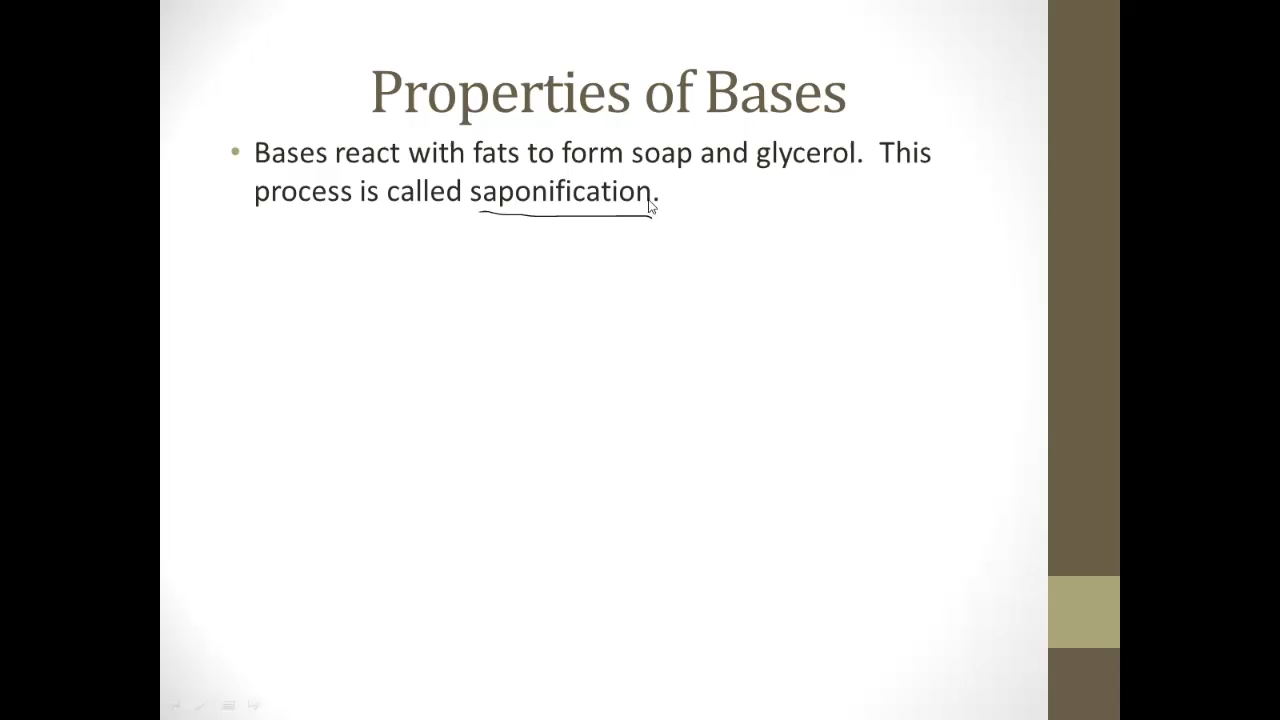 Properties of Bases
• Bases react with fats to form soap and glycerol.  This
process is called saponification.